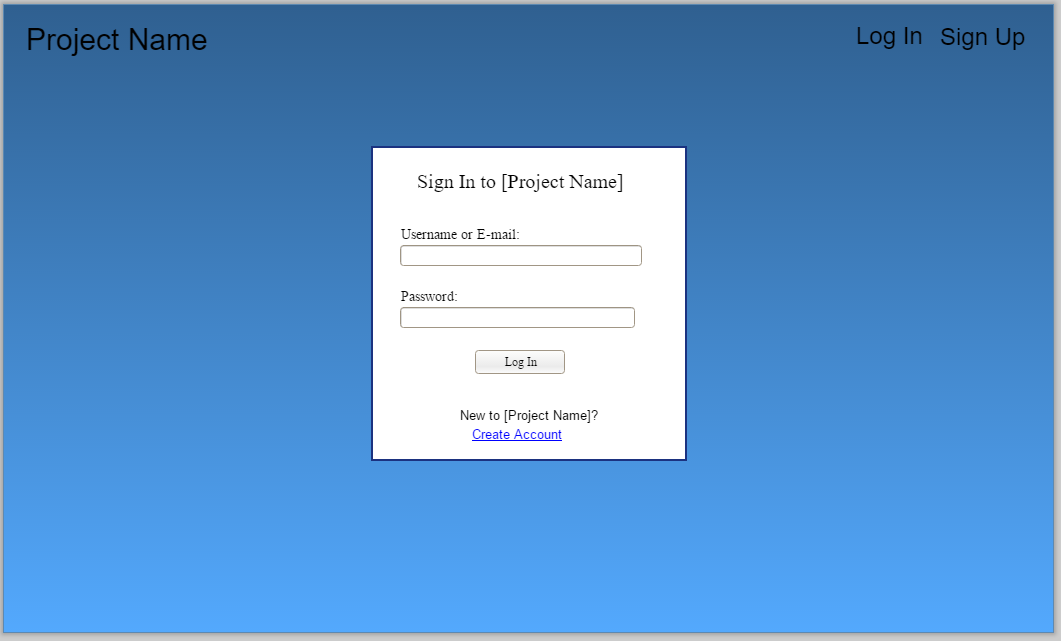 Project Name
Log In
Sign Up
Sign In to [Project Name]
Username or E-mail:
Password:
Log In
New to [Project Name]?
Create Account